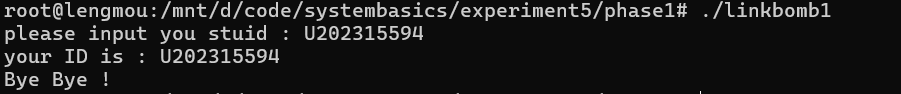 root@lengmou:/mnt/d/code/systembasics/experiment5/phase1# ./linkbomb1
please input you stuid : U202315594
your ID is : U202315594
Bye Bye !